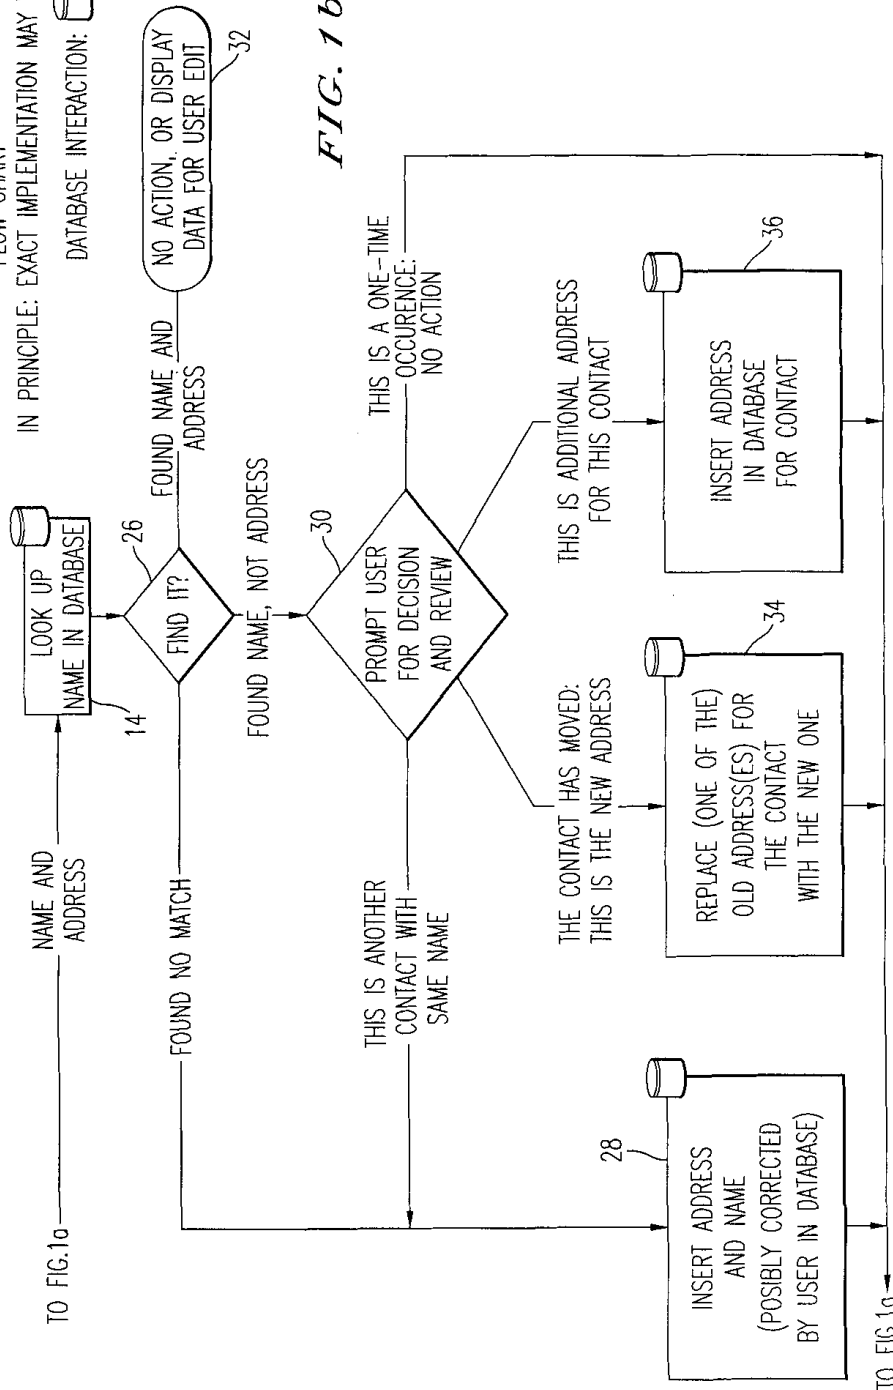 FLOW CHART
IN PRINCIPLE: EXACT IMPLEMENTATION MAY
DATABASE INTERACTION:
TO FIG.1a
NAME AND
ADDRESS
LOOK UP
NAME IN DATABASE
14
FIND IT?
26
FOUND NAME AND
ADDRESS
NO ACTION, OR DISPLAY
DATA FOR USER EDIT
32
FIG. 1b
FOUND NO MATCH
FOUND NAME, NOT ADDRESS
30
PROMPT USER
FOR DECISION
AND REVIEW
THIS IS A ONE-TIME
OCCURENCE:
NO ACTION
THIS IS ANOTHER
CONTACT WITH
SAME NAME
THE CONTACT HAS MOVED:
THIS IS THE NEW ADDRESS
THIS IS ADDITIONAL ADDRESS
FOR THIS CONTACT
28
INSERT ADDRESS
AND NAME
(POSIBLY CORRECTED
BY USER IN DATABASE)
34
REPLACE (ONE OF THE)
OLD ADDRESS(ES) FOR
THE CONTACT
WITH THE NEW ONE
36
INSERT ADDRESS
IN DATABASE
FOR CONTACT
TO FIG.1a